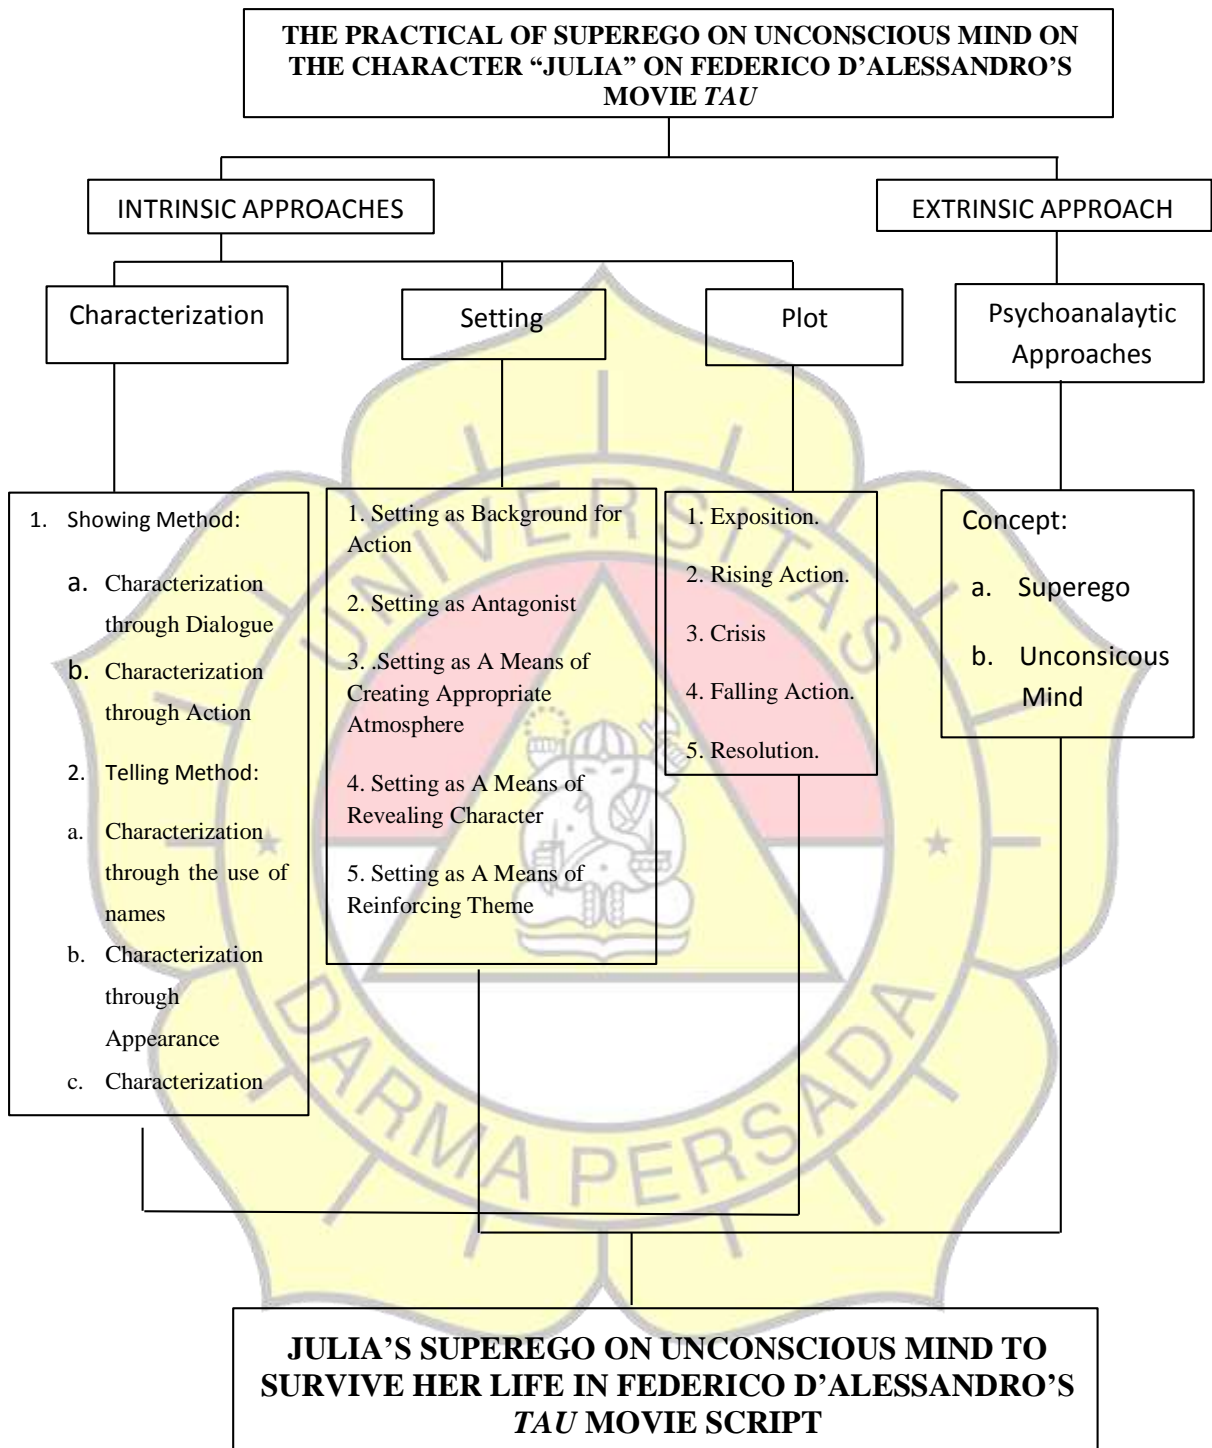 THE PRACTICAL OF SUPEREGO ON UNCONSCIOUS MIND ON
THE CHARACTER “JULIA” ON FEDERICO D’ALESSANDRO’S
MOVIE TAU
INTRINSIC APPROACHES
EXTRINSIC APPROACH
Characterization
Setting
Plot
Psychoanalaytic
Approaches
1. Showing Method:
a. Characterization
through Dialogue
b. Characterization
through Action
2. Telling Method:
a. Characterization
through the use of
names
b. Characterization
through
Appearance
c. Characterization
1. Setting as Background for
Action
2. Setting as Antagonist
3. .Setting as A Means of
Creating Appropriate
Atmosphere
4. Setting as A Means of
Revealing Character
5. Setting as A Means of
Reinforcing Theme
1. Exposition.
2. Rising Action.
3. Crisis
4. Falling Action.
5. Resolution.
Concept:
a. Superego
b. Unconsicous
Mind
UNIVERSITAS
DARMA PERSADA
JULIA’S SUPEREGO ON UNCONSCIOUS MIND TO
SURVIVE HER LIFE IN FEDERICO D’ALESSANDRO’S
TAU MOVIE SCRIPT